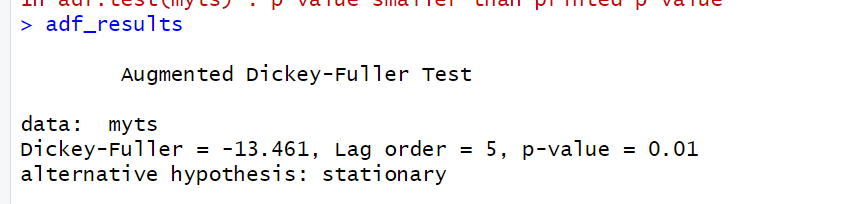 In adf.test(myts) : p-value smaller than printed p-value
> adf_results
Augmented Dickey-Fuller Test
data:  myts
Dickey-Fuller = -13.461, Lag order = 5, p-value = 0.01
alternative hypothesis: stationary